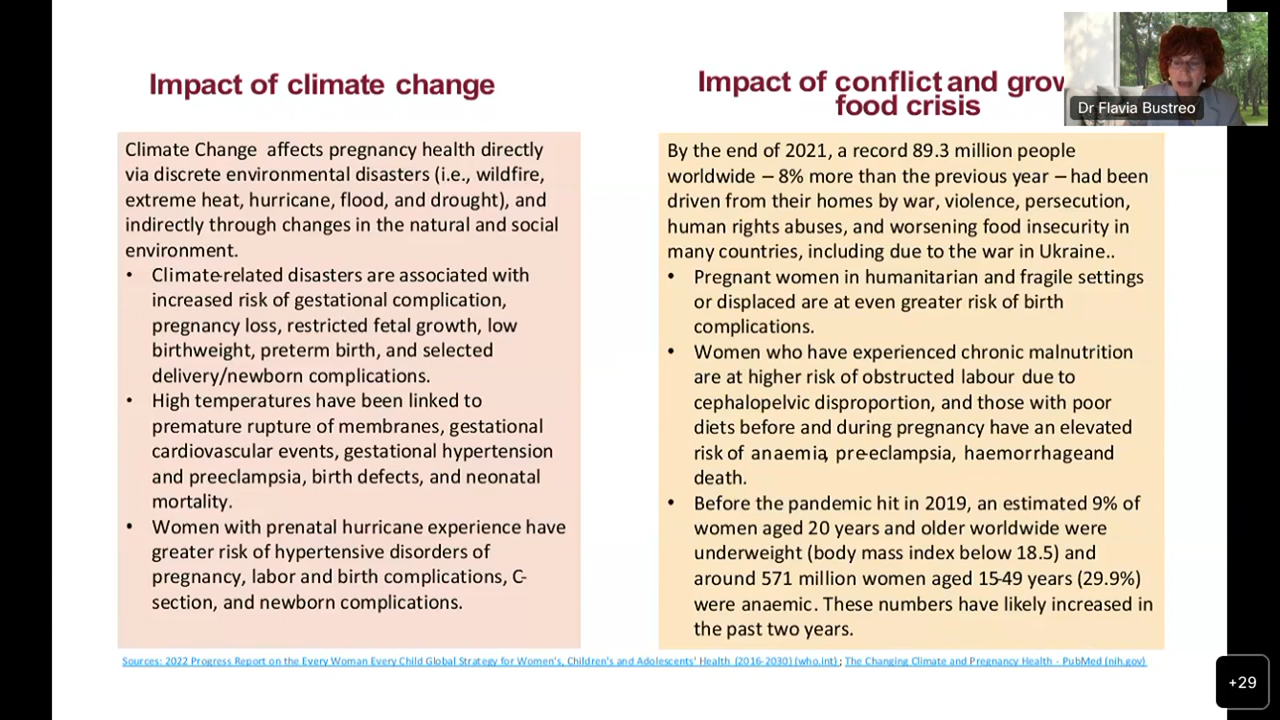 Impact of climate change
Climate Change affects pregnancy health directly
via discrete environmental disasters (i.e., wildfire,
extreme heat, hurricane, flood, and drought), and
indirectly through changes in the natural and social
environment.
• Climate-related disasters are associated with
increased risk of gestational complication,
pregnancy loss, restricted fetal growth, low
birthweight, preterm birth, and selected
delivery/newborn complications.
• High temperatures have been linked to
premature rupture of membranes, gestational
cardiovascular events, gestational hypertension
and preeclampsia, birth defects, and neonatal
mortality.
• Women with prenatal hurricane experience have
greater risk of hypertensive disorders of
pregnancy, labor and birth complications, C-
section, and newborn complications.
Impact of conflict and
food crisis
By the end of 2021, a record 89.3 million people
worldwide – 8% more than the previous year – had been
driven from their homes by war, violence, persecution,
human rights abuses, and worsening food insecurity in
many countries, including due to the war in Ukraine..
• Pregnant women in humanitarian and fragile settings
or displaced are at even greater risk of birth
complications.
• Women who have experienced chronic malnutrition
are at higher risk of obstructed labour due to
cephalopelvic disproportion, and those with poor
diets before and during pregnancy have an elevated
risk of anaemia, pre-eclampsia, haemorrhageand
death.
• Before the pandemic hit in 2019, an estimated 9% of
women aged 20 years and older worldwide were
underweight (body mass index below 18.5) and
around 571 million women aged 15-49 years (29.9%)
were anaemic. These numbers have likely increased in
the past two years.
Sources: 2022 Progress Report on the Every Woman Every Child Global Strategy for Women's, Children's and Adolescents' Health (2016-2030) (who.int) ; The Changing Climate and Pregnancy Health - PubMed (nih.gov)
Dr Flavia Bustreo
+29